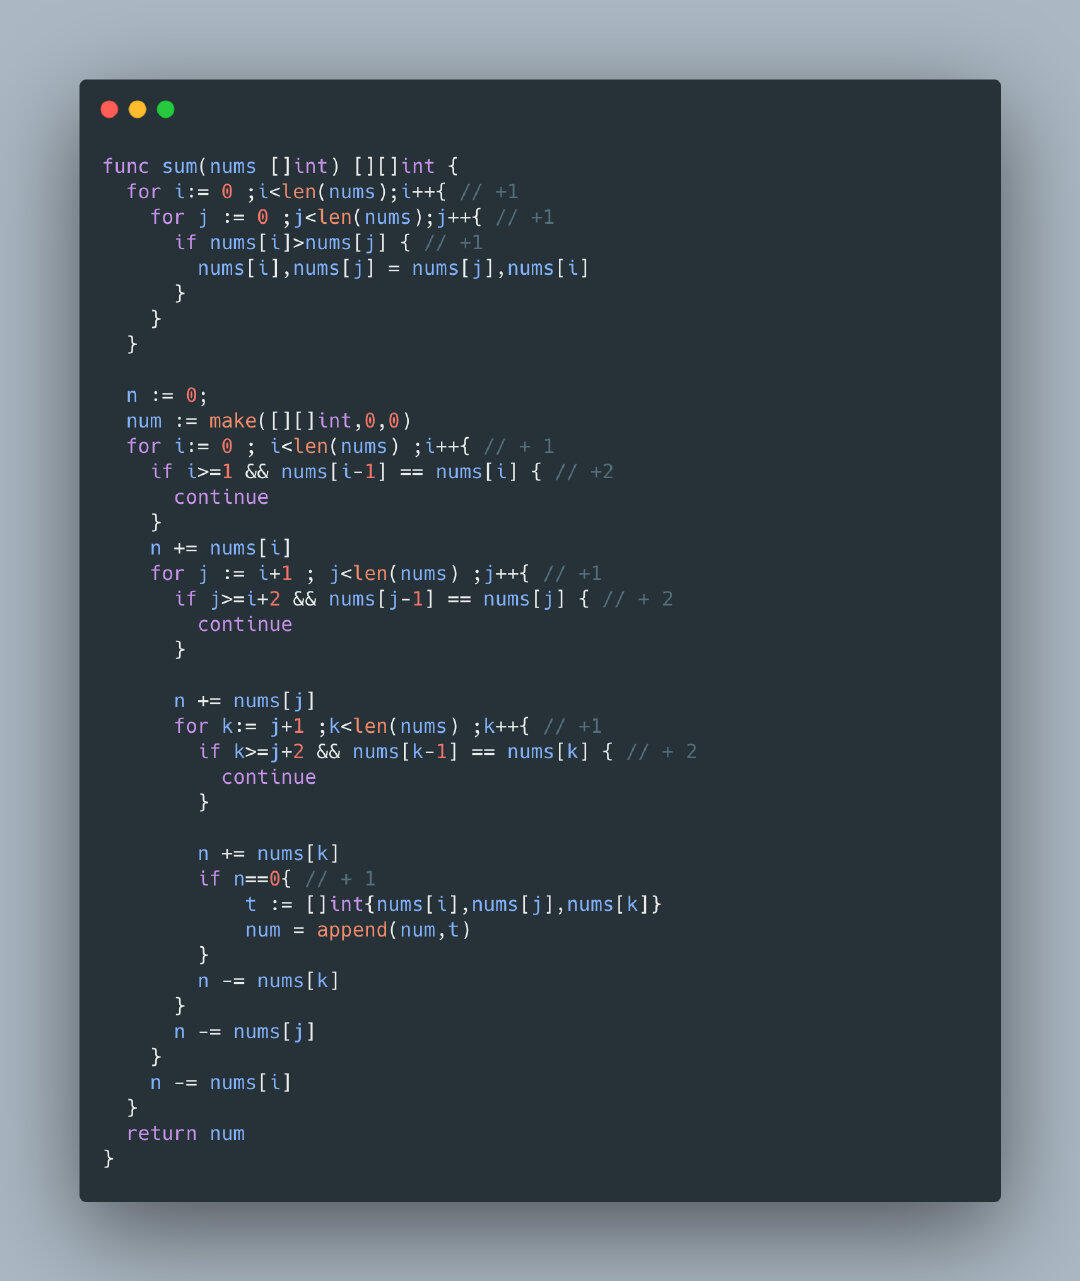 func sum(nums []int) [][]int {
  for i:= 0 ;i<len(nums);i++{ // +1
    for j := 0 ;j<len(nums);j++{ // +1
      if nums[i]>nums[j] { // +1
        nums[i],nums[j] = nums[j],nums[i]
      }
    }
  }

  n := 0;
  num := make([][]int,0,0)
  for i:= 0 ; i<len(nums) ;i++{ // + 1
    if i>=1 && nums[i-1] == nums[i] { // +2
      continue
    }
    n += nums[i]
    for j := i+1 ; j<len(nums) ;j++{ // +1
      if j>=i+2 && nums[j-1] == nums[j] { // + 2
        continue
      }

      n += nums[j]
      for k:= j+1 ;k<len(nums) ;k++{ // +1
        if k>=j+2 && nums[k-1] == nums[k] { // + 2
          continue
        }

        n += nums[k]
        if n==0{ // + 1
            t := []int{nums[i],nums[j],nums[k]}
            num = append(num,t)
        }
        n -= nums[k]
      }
      n -= nums[j]
    }
    n -= nums[i]
  }
  return num
}